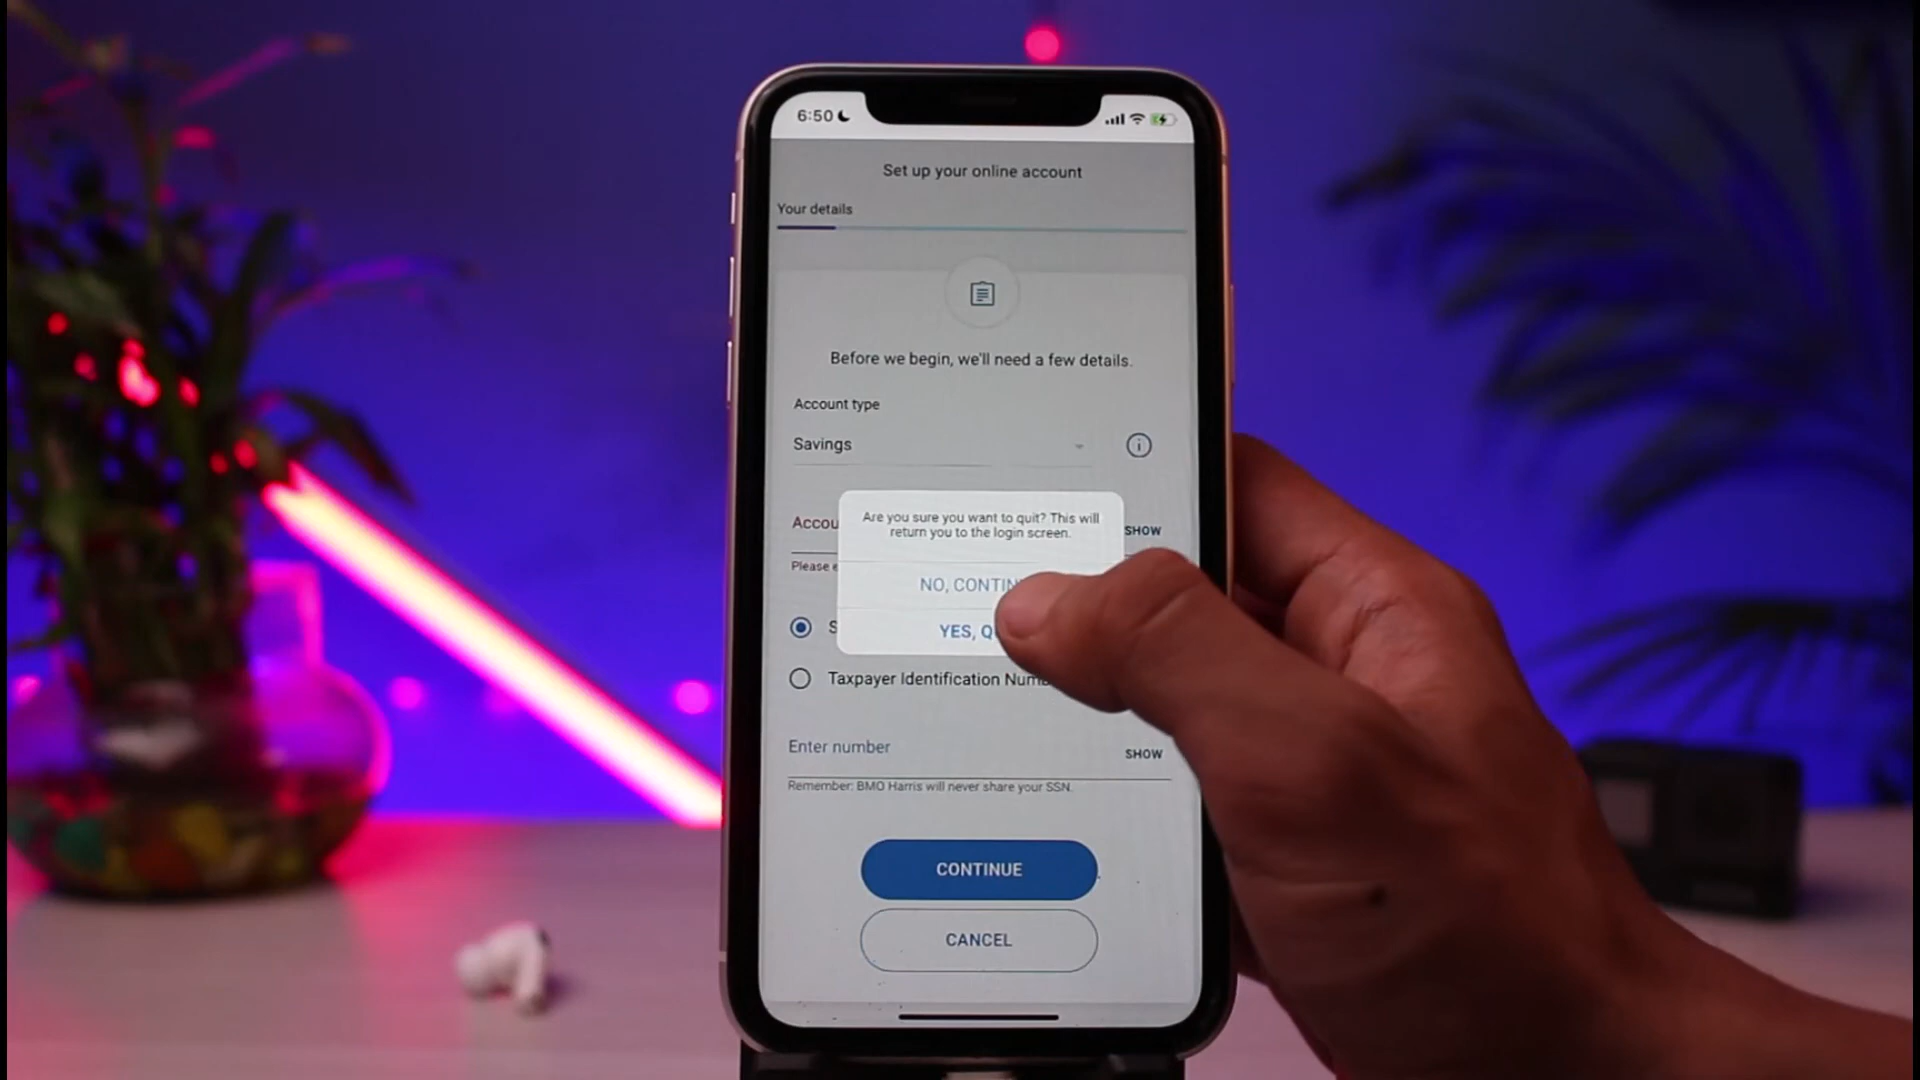 6:50
Set up your online account
Your details
Before we begin, we'll need a few details.
Account type
Savings
Are you sure you want to quit? This will
return you to the login screen.
SHOW
Please
NO,
YES,
Taxpayer Identification
Enter number
SHOW
Remember: BMO Harris will never share your SSN.
CONTINUE
CANCEL